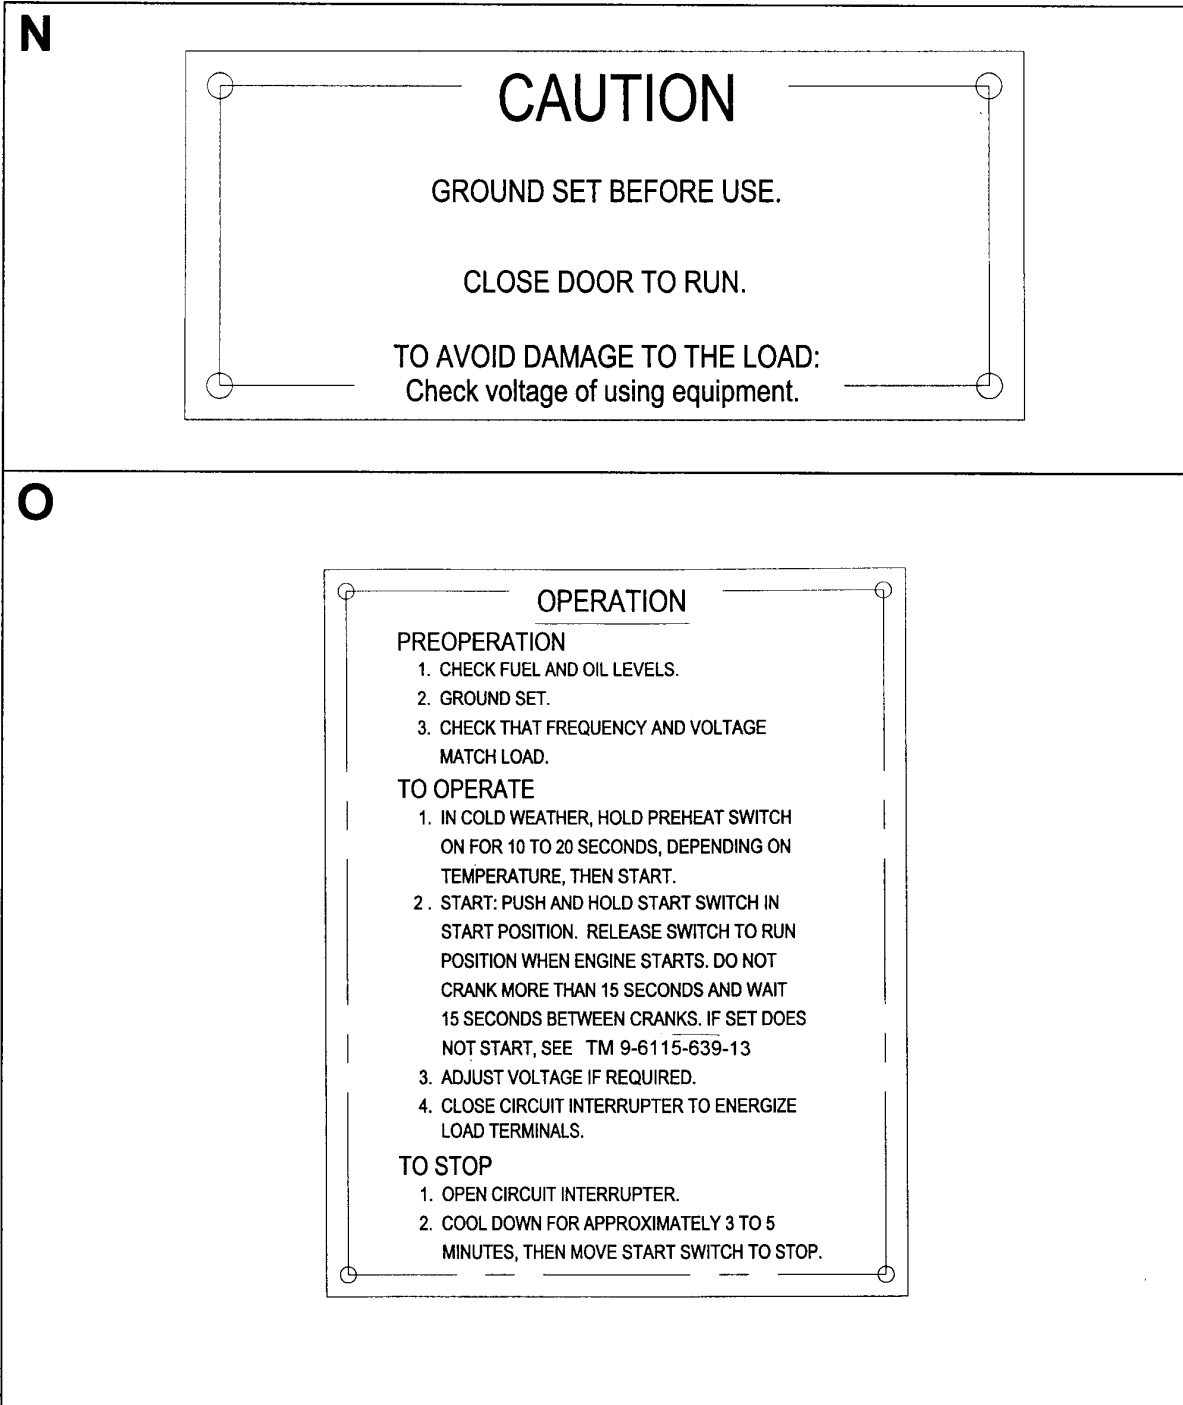 N
CAUTION
GROUND SET BEFORE USE.
CLOSE DOOR TO RUN.
TO AVOID DAMAGE TO THE LOAD:
Check voltage of using equipment.
O
OPERATION
PREOPERATION
1. CHECK FUEL AND OIL LEVELS.
2. GROUND SET.
3. CHECK THAT FREQUENCY AND VOLTAGE
MATCH LOAD.
TO OPERATE
1. IN COLD WEATHER, HOLD PREHEAT SWITCH
ON FOR 10 TO 20 SECONDS, DEPENDING ON
TEMPERATURE, THEN START.
2 . START: PUSH AND HOLD START SWITCH IN
START POSITION. RELEASE SWITCH TO RUN
POSITION WHEN ENGINE STARTS. DO NOT
CRANK MORE THAN 15 SECONDS AND WAIT
15 SECONDS BETWEEN CRANKS. IF SET DOES
NOT START, SEE TM 9-6115-639-13
3. ADJUST VOLTAGE IF REQUIRED.
4. CLOSE CIRCUIT INTERRUPTER TO ENERGIZE
LOAD TERMINALS.
TO STOP
1. OPEN CIRCUIT INTERRUPTER.
2. COOL DOWN FOR APPROXIMATELY 3 TO 5
MINUTES, THEN MOVE START SWITCH TO STOP.